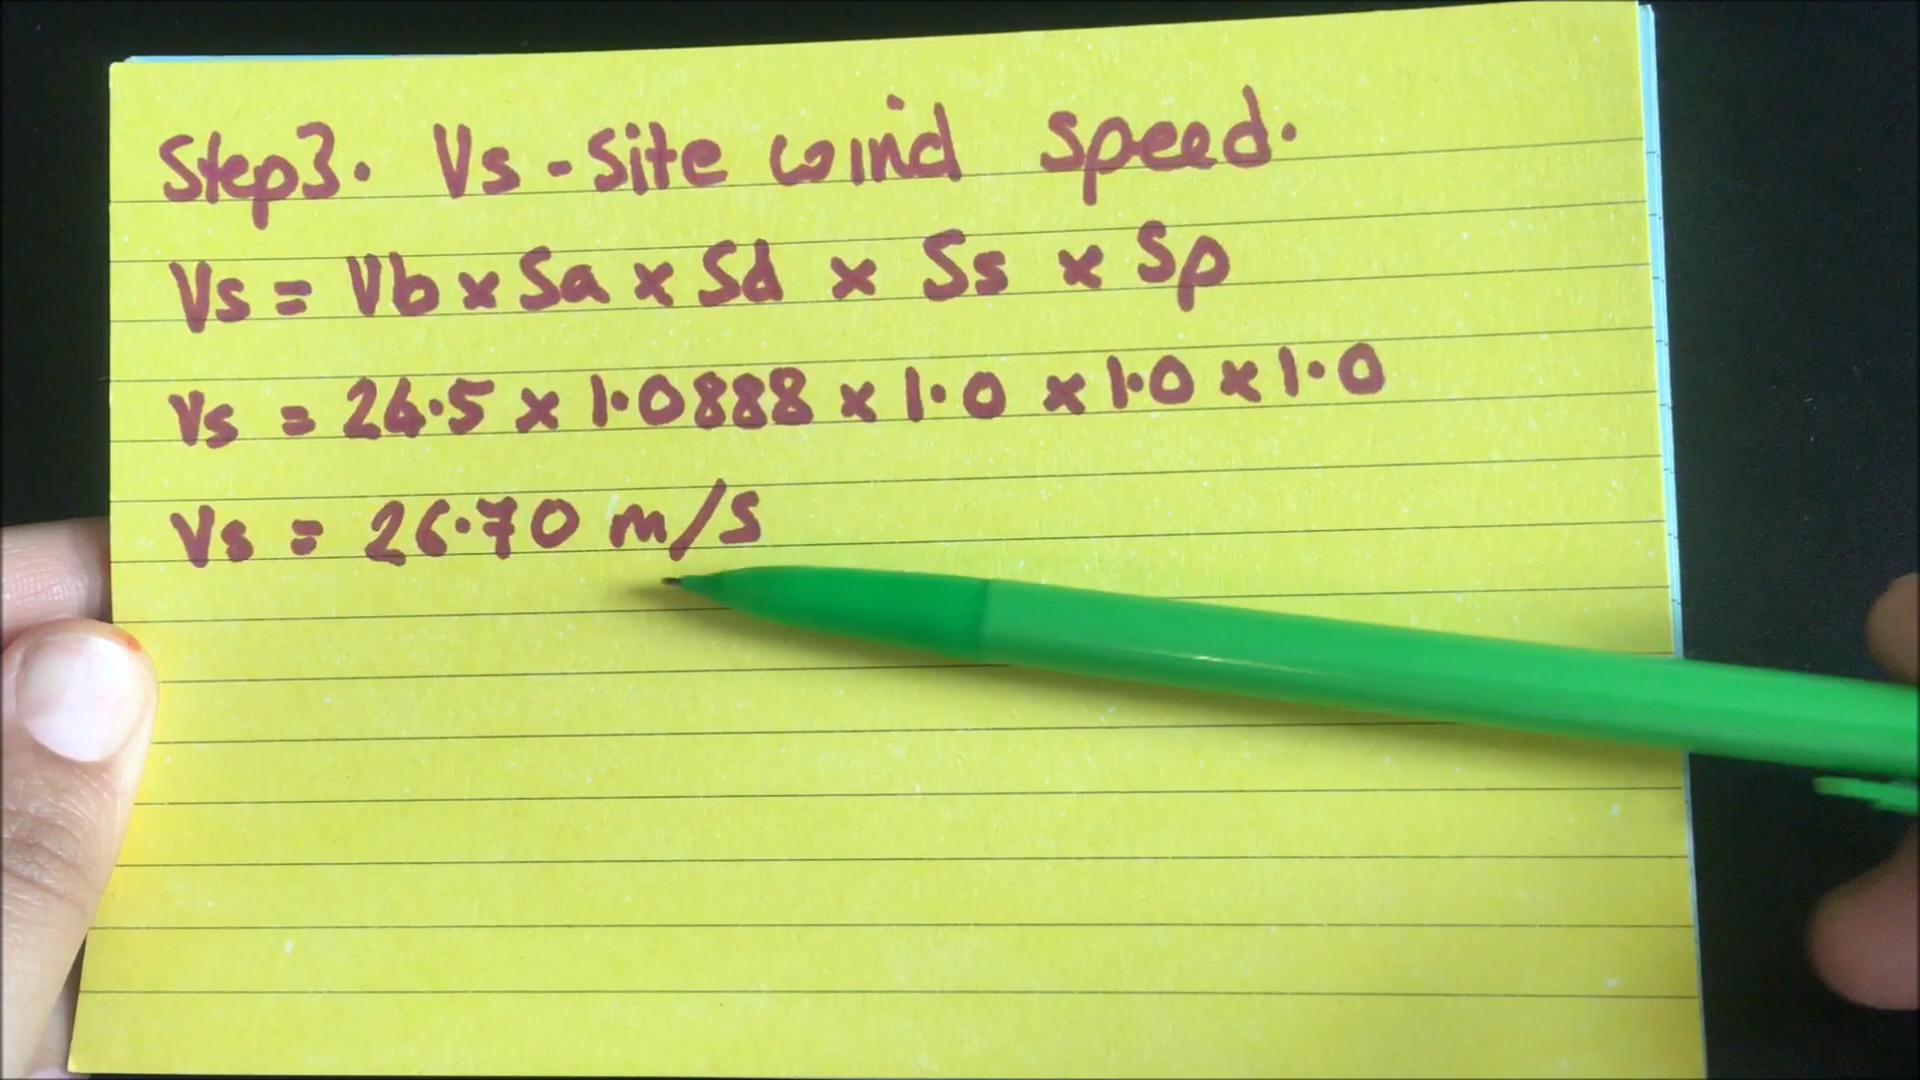 Step3. Vs - Site wind speed.
Vs = Vb x Sa x Sd x Ss x Sp
Vs = 24.5 x 1.0888 x 1.0 x 1.0 x 1.0
Vs = 26.70 m/s